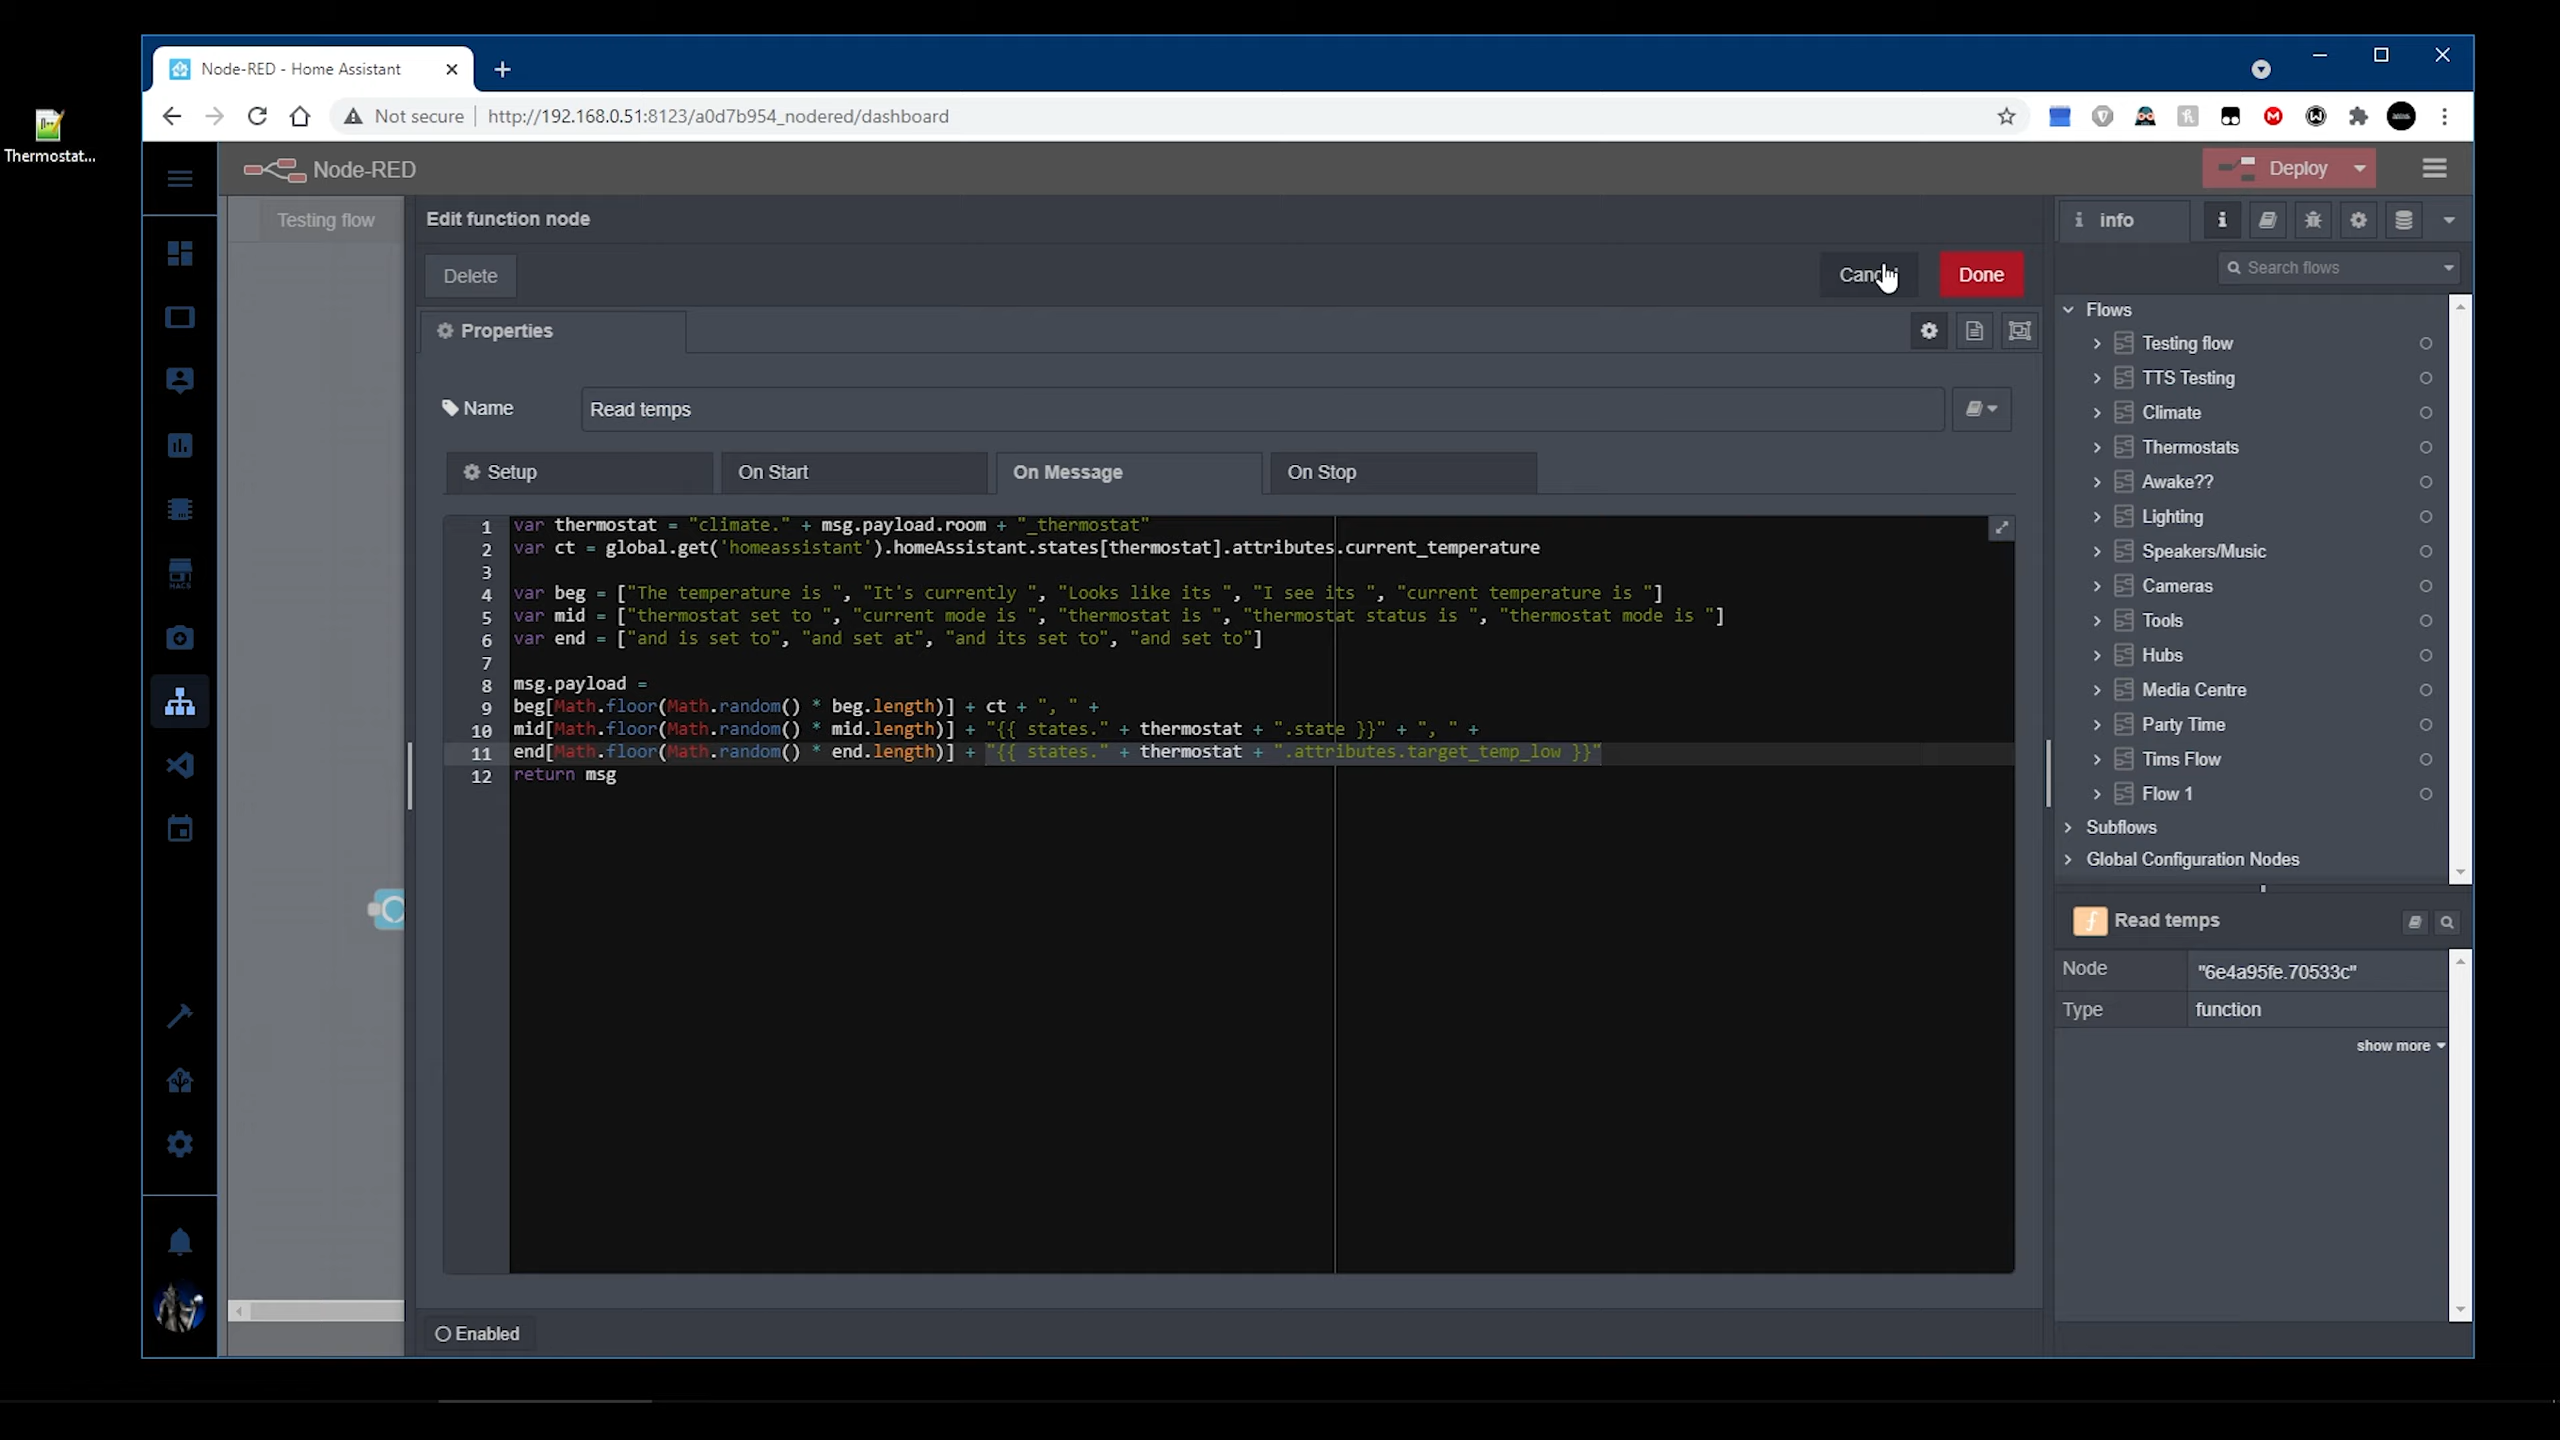 Node-RED - Home Assistant
Thermostat...
Not secure
http://192.168.0.51:8123/a0d7b954_nodered/dashboard
Node-RED
Deploy
Testing flow
Edit function node
Delete
Done
Properties
Name
Read temps
Setup
On Start
On Message
On Stop
1 var thermostat = "climate." + msg.payload.room + "_thermostat"
2 var ct = global.get('homeassistant').homeAssistant.states[thermostat].attributes.current_temperature
3
4 var beg = ["The temperature is ", "It's currently ", "Looks like its ", "I see its ", "current temperature is "]
5 var mid = ["thermostat set to ", "current mode is ", "thermostat is ", "thermostat status is ", "thermostat mode is "]
6 var end = ["and is set to", "and set at", "and its set to", "and set to"]
7
8 msg.payload =
9 beg[Math.floor(Math.random() * beg.length)] + ct + ", " +
10 mid[Math.floor(Math.random() * mid.length)] + "{{ states." + thermostat + ".state }}" + ", " +
11 end[Math.floor(Math.random() * end.length)] + "{{ states." + thermostat + ".attributes.target_temp_low }}"
12 return msg
Enabled
HACS
info
Search flows
Flows
Testing flow
TTS Testing
Climate
Thermostats
Awake??
Lighting
Speakers/Music
Cameras
Tools
Hubs
Media Centre
Party Time
Tims Flow
Flow 1
Subflows
Global Configuration Nodes
Read temps
Node "6e4a95fe.70533c"
Type function
show more